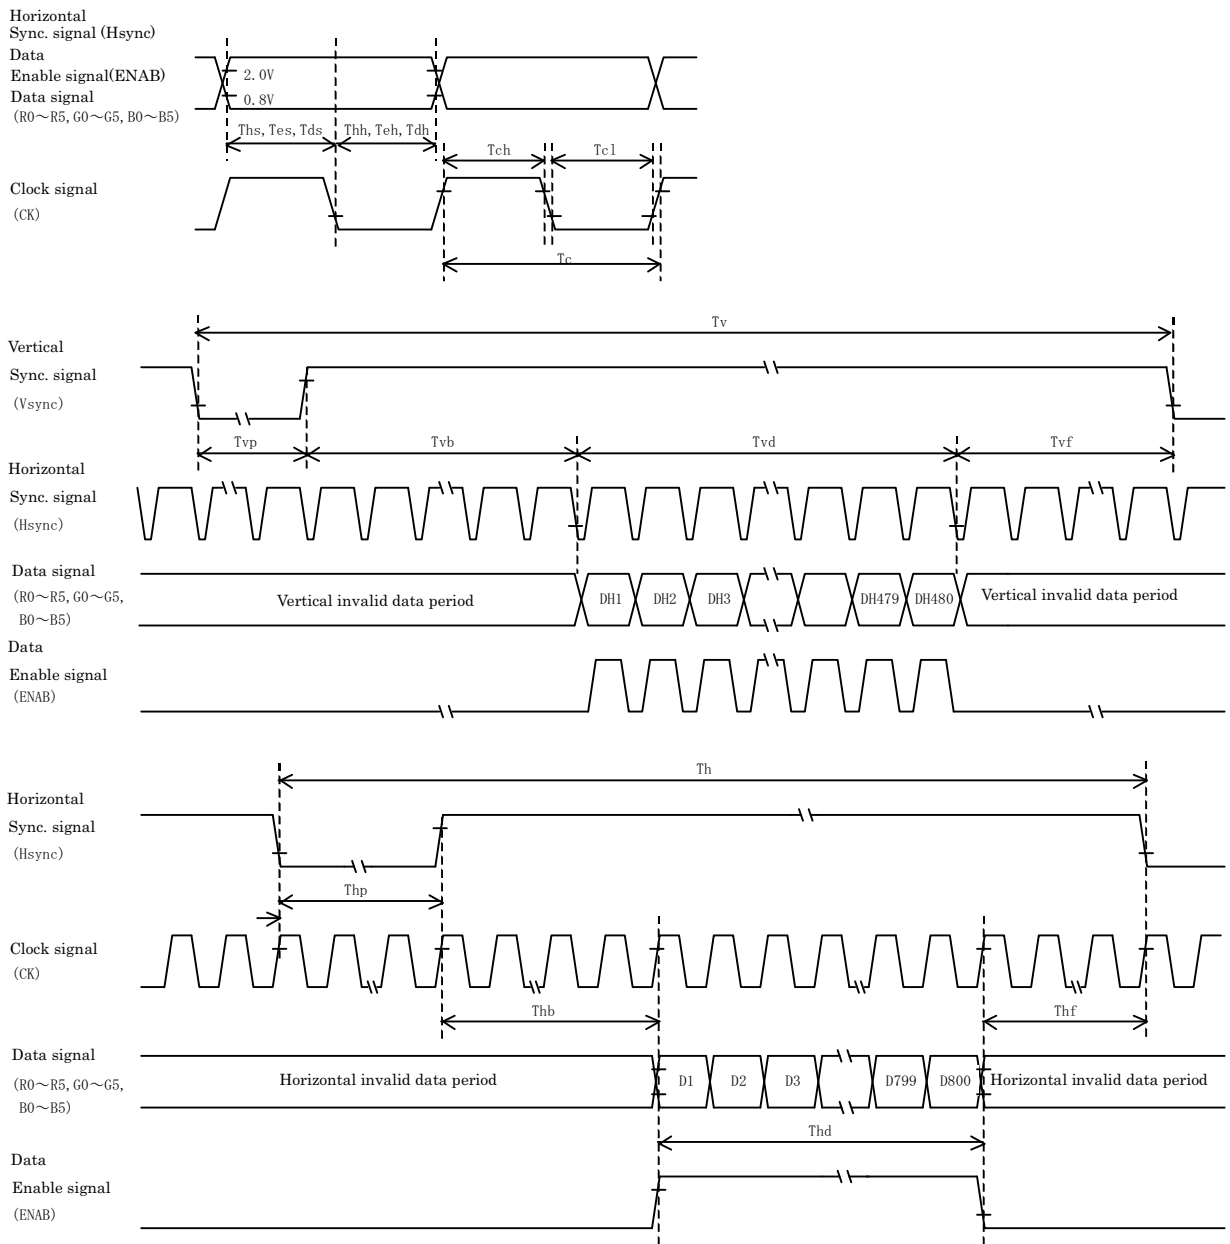 Horizontal
Sync. signal (Hsync)
Data
Enable signal(ENAB)
2.0V
Data signal
0.8V
(R0～R5,G0～G5,B0～B5)
Ths,Tes,Tds
Thh,Teh,Tdh
Tch
Tcl
Clock signal
(CK)
Tc
Tv
Vertical
Sync. signal
(Vsync)
Tvp
Tvb
Tvd
Tvf
Horizontal
Sync. signal
(Hsync)
Data signal
(R0～R5,G0～G5,
B0～B5)
Vertical invalid data period
DH1
DH2
DH3
DH479
DH480
Vertical invalid data period
Data
Enable signal
(ENAB)
Th
Horizontal
Sync. signal
(Hsync)
Thp
Clock signal
(CK)
Thb
Thf
Data signal
(R0～R5,G0～G5,
B0～B5)
Horizontal invalid data period
D1
D2
D3
D799
D800
Horizontal invalid data period
Thd
Data
Enable signal
(ENAB)